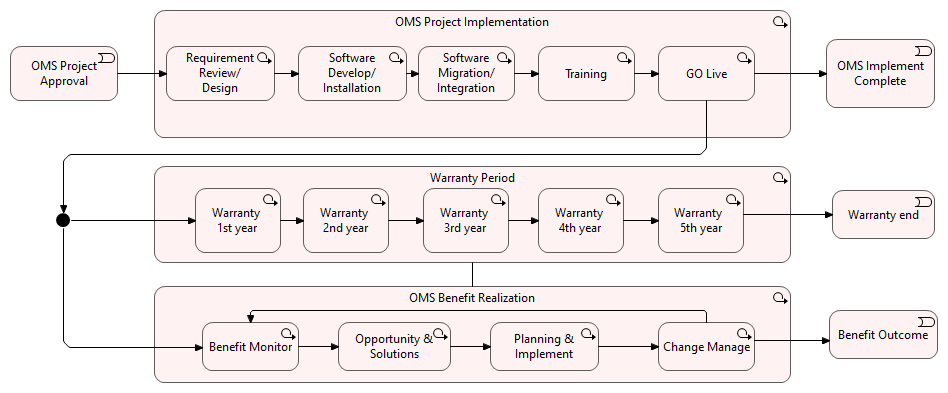 OMS Project Implementation
OMS Project
Approval
Requirement
Review/
Design
Software
Develop/
Installation
Software
Migration/
Integration
Training
GO Live
OMS Implement
Complete
Warranty Period
Warranty
1st year
Warranty
2nd year
Warranty
3rd year
Warranty
4th year
Warranty
5th year
Warranty end
OMS Benefit Realization
Benefit Monitor
Opportunity &
Solutions
Planning &
Implement
Change Manage
Benefit Outcome